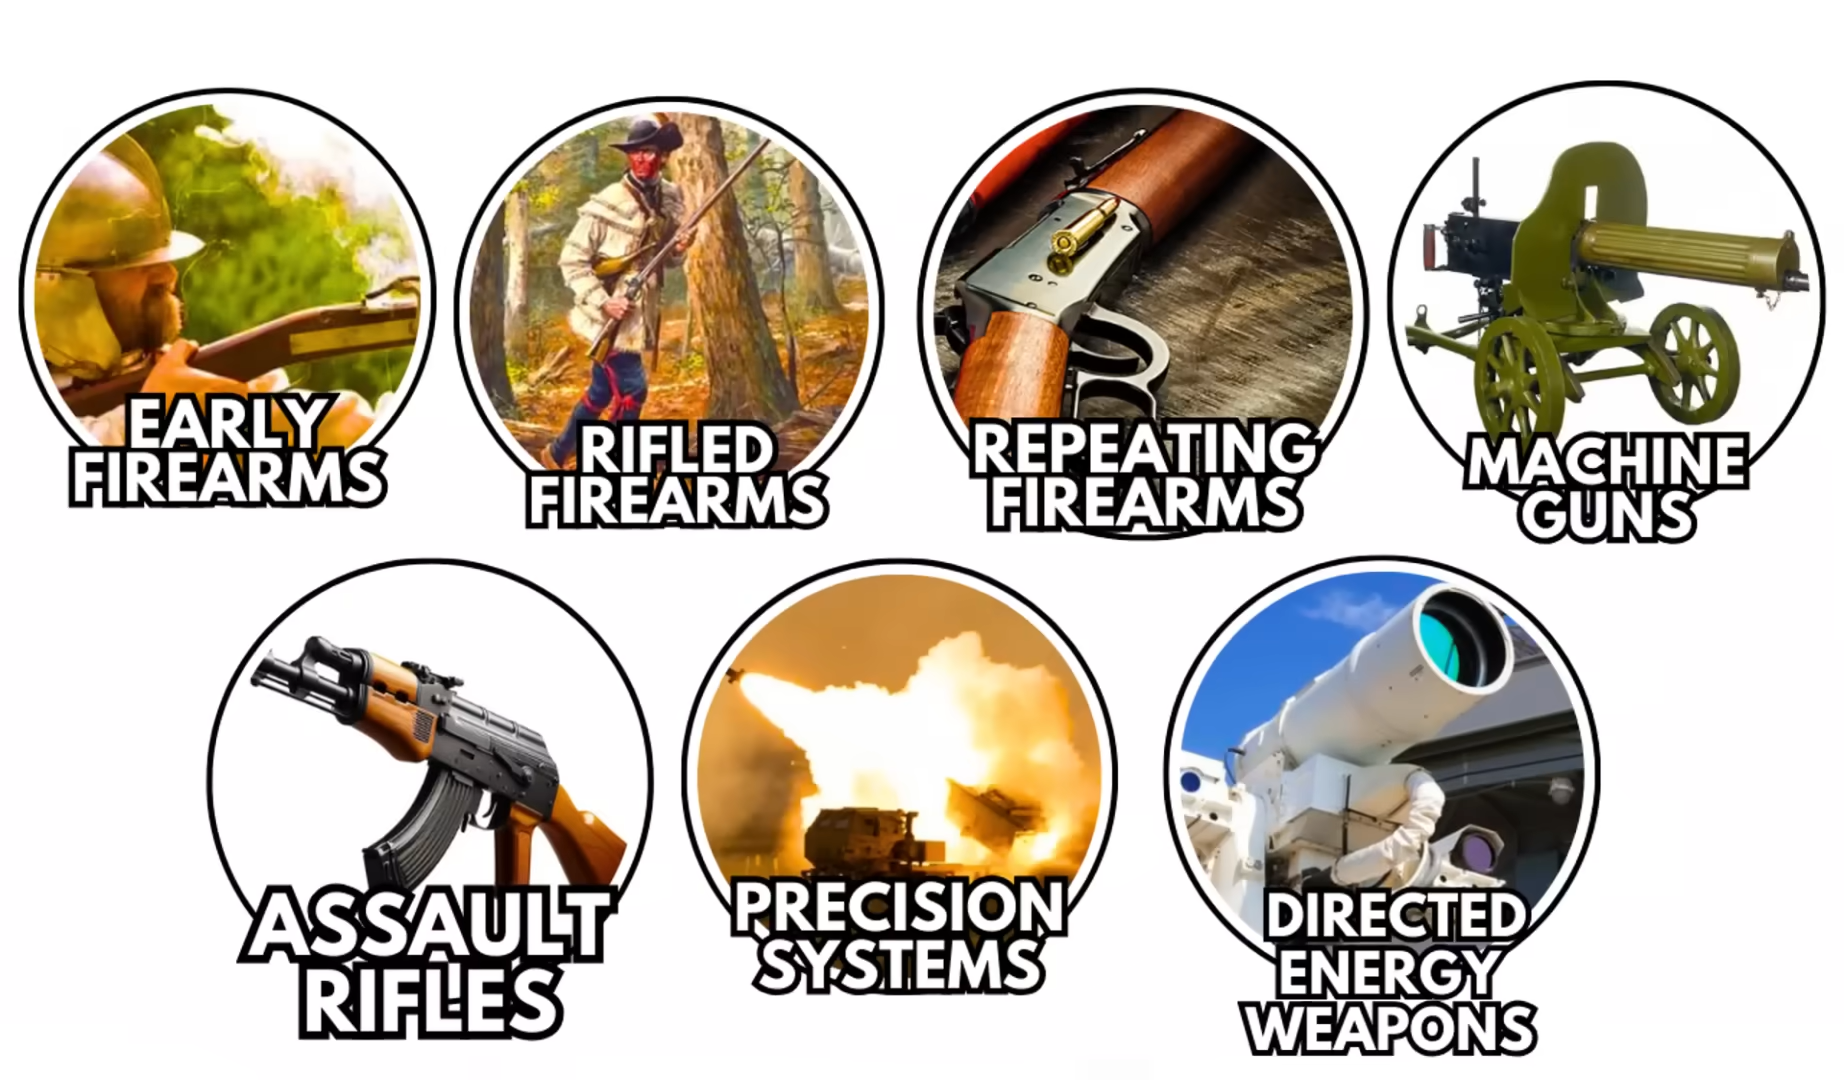 EARLY
FIREARMS
RIFLED
FIREARMS
REPEATING
FIREARMS
MACHINE
GUNS
ASSAULT
RIFLES
PRECISION
SYSTEMS
DIRECTED
ENERGY
WEAPONS